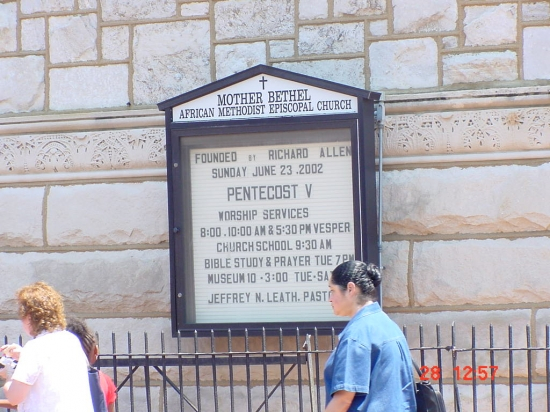 MOTHER BETHEL
AFRICAN METHODIST EPISCOPAL CHURCH
FOUNDED BY RICHARD ALLEN
SUNDAY JUNE 23, 2002
PENTECOST V
WORSHIP SERVICES
8:00 . 10:00 AM & 5:30 PM VESPER
CHURCH SCHOOL 9:30 AM
BIBLE STUDY & PRAYER TUE 7 PM
MUSEUM 10 - 3:00 TUE - SA
JEFFREY N. LEATH, PAST
28 12:57